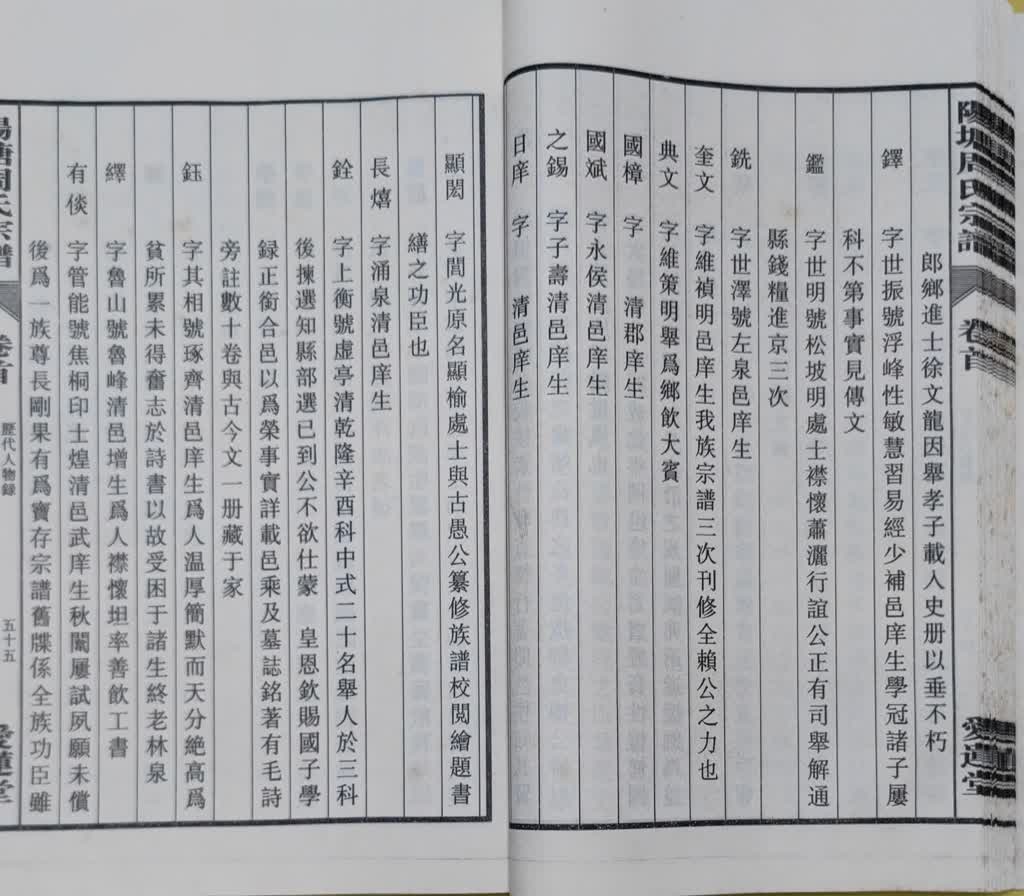 陽塘周氏宗譜 卷首 愛蓮堂
郎鄉進士徐文龍因舉孝子載入史册以垂不朽
鐸 字世振號浮峰性敏慧習易經少補邑庠生學冠諸子屢
科不第事實見傳文
鑑 字世明號松坡明處士襟懷蕭灑行誼公正有司舉解通
縣錢糧進京三次
銑 字世澤號左泉邑庠生
奎文 字維禎明邑庠生我族宗譜三次刊修全賴公之力也
典文 字維策明舉爲鄉飲大賓
國樟 字 清郡庠生
國斌 字永侯清邑庠生
之錫 字子壽清邑庠生
日庠 字 清邑庠生
顯閎 字閶光原名顯榆處士與古愚公纂修族譜校閱繪題書
繕之功臣也
長熺 字涌泉清邑庠生
銓 字上衡號虛亭清乾隆辛酉科中式二十名舉人於三科
後揀選知縣部選已到公不欲仕蒙 皇恩欽賜國子學
録正銜合邑以爲榮事實詳載邑乘及墓誌銘著有毛詩
旁註數十卷與古今文一册藏于家
鈺 字其相號琢齊清邑庠生爲人温厚簡默而天分絶高爲
貧所累未得奮志於詩書以故受困于諸生終老林泉
繹 字魯山號魯峰清邑增生爲人襟懷坦率善飲工書
有倓 字管能號焦桐印士煌清邑武庠生秋闈屢試夙願未償
後爲一族尊長剛果有爲寶存宗譜舊牒係全族功臣雖
陽塘周氏宗譜 卷首 歷代人物録 五十五 愛蓮堂